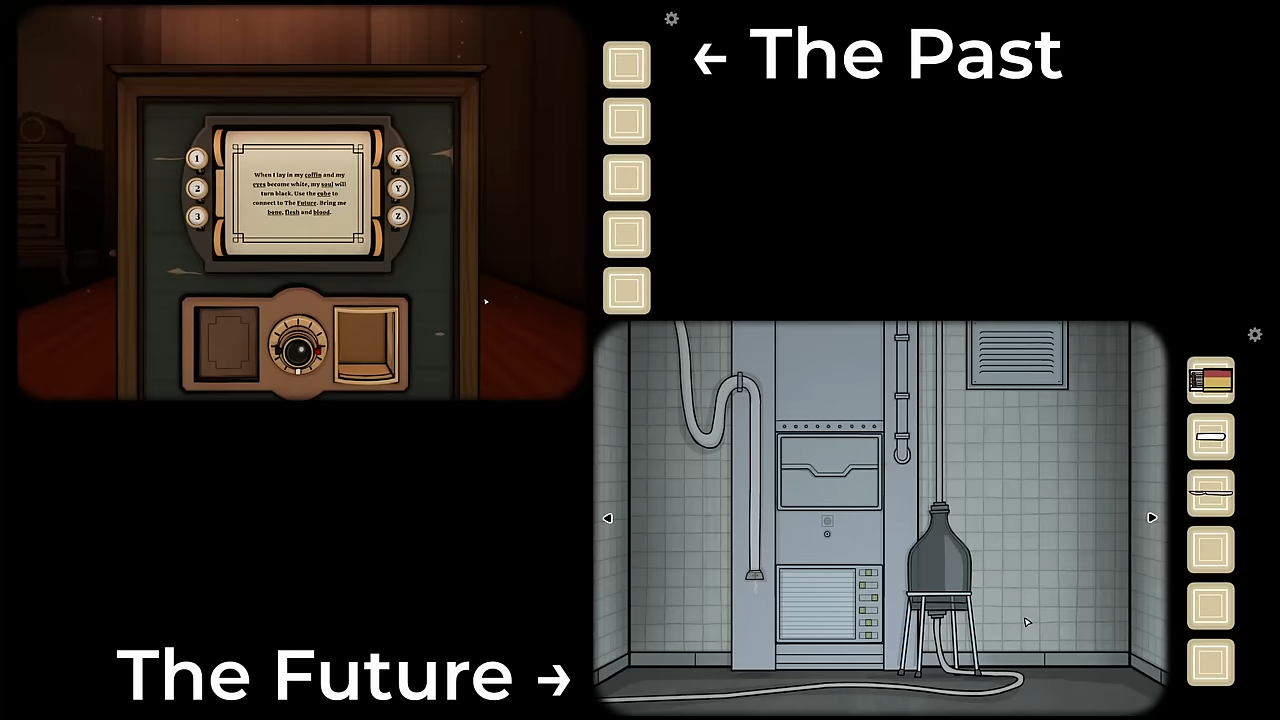 ← The Past
1
2
3
X
Y
Z
When I lay in my coffin and my
eyes become white, my soul will
turn black. Use the cube to
connect to The Future. Bring me
bone, flesh and blood.
The Future →